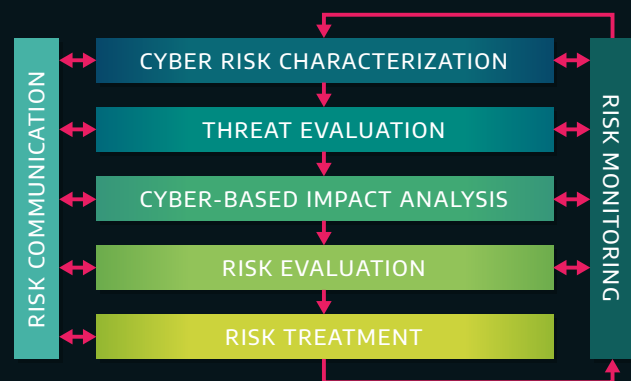 RISK COMMUNICATION
CYBER RISK CHARACTERIZATION
THREAT EVALUATION
CYBER-BASED IMPACT ANALYSIS
RISK EVALUATION
RISK TREATMENT
RISK MONITORING